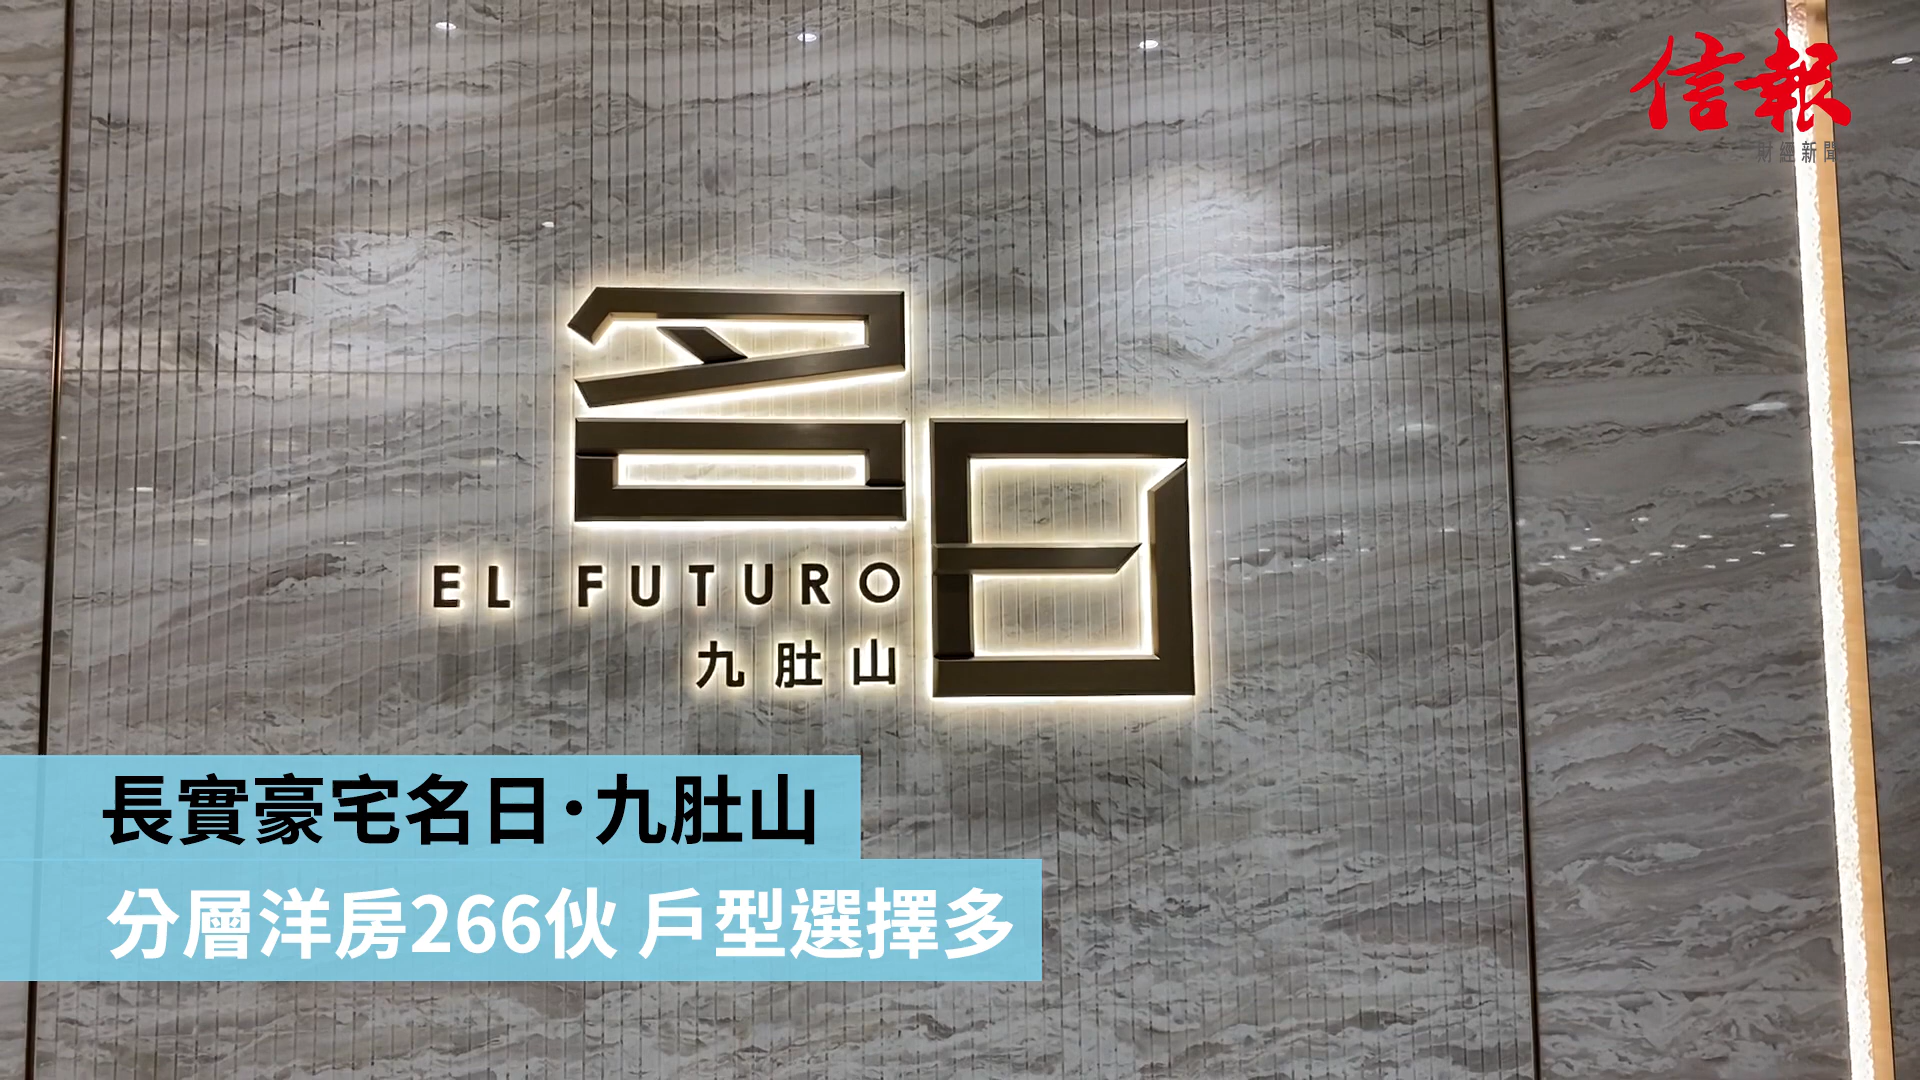 信報
財經新聞
名日
EL FUTURO
九肚山
長實豪宅名日·九肚山
分層洋房266伙 戶型選擇多